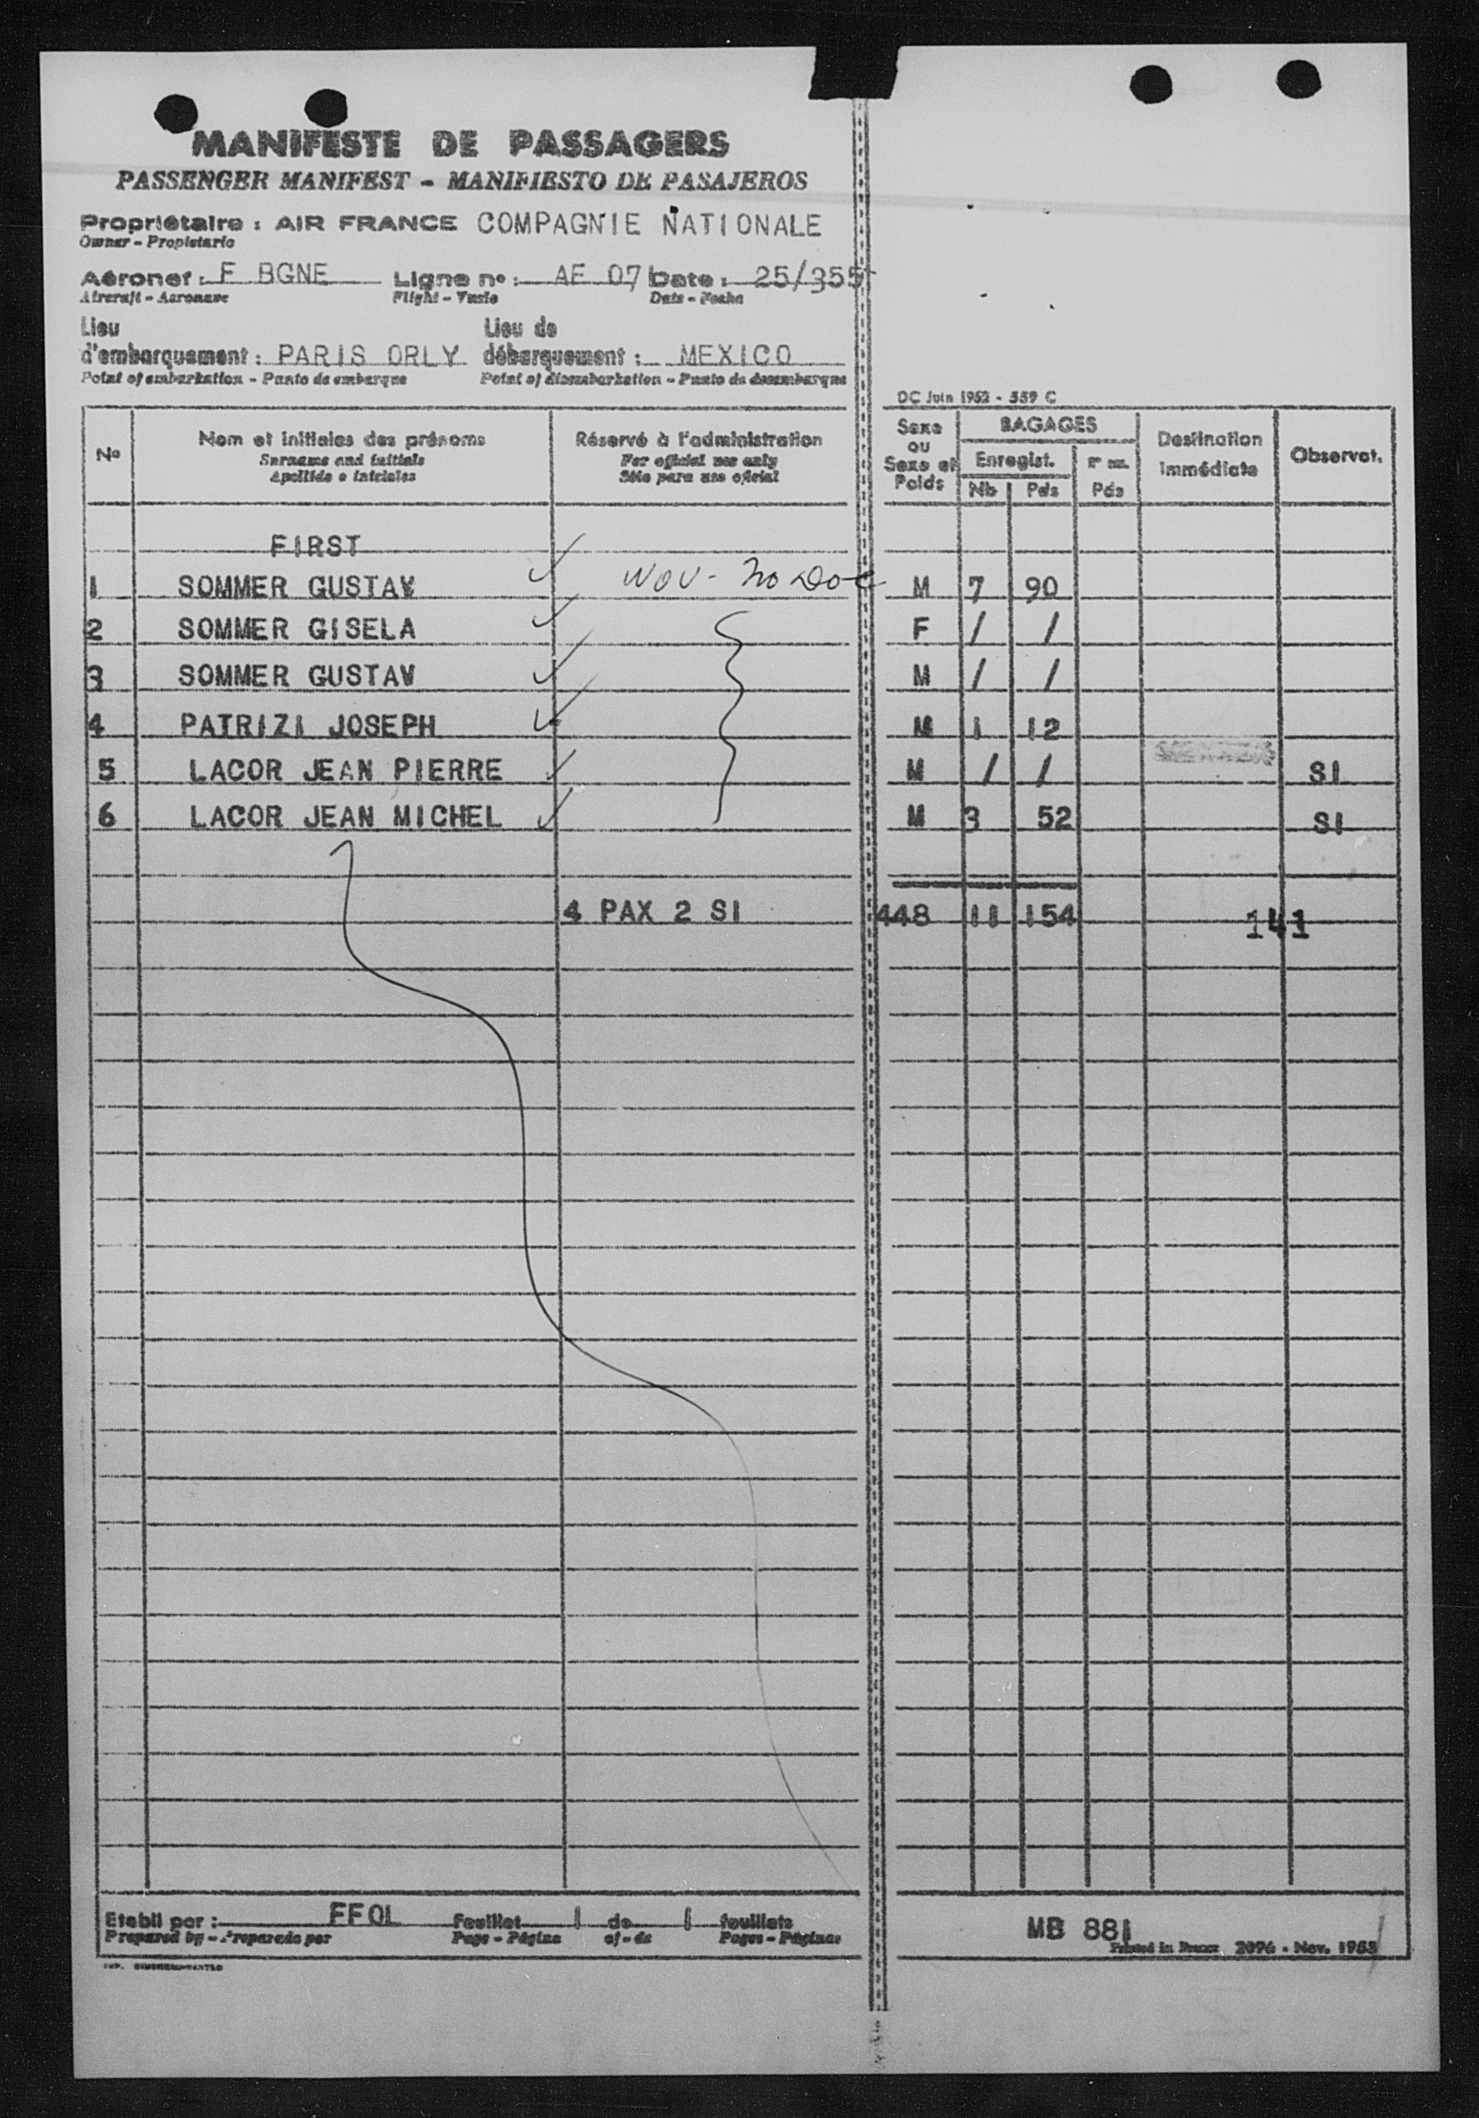 MANIFESTE DE PASSAGERS
PASSENGER MANIFEST - MANIFIESTO DE PASAJEROS
Propriétaire : AIR FRANCE COMPAGNIE NATIONALE
Owner - Propietario
Aéronef : F BGNE Ligne n° : AF 07 Date : 25/355
Aircraft - Aeronave Flight - Vuelo Date - Fecha
Lieu d'embarquement : PARIS ORLY Lieu de débarquement : MEXICO
Point of embarkation - Punto de embarque Point of disembarkation - Punto de desembarque
DC Juin 1952 - 559 C
N° Nom et initiales des prénoms Réservé à l'administration Sexe ou Sexe et Poids BAGAGES Destination immédiate Observat.
Surname and initials For official use only Enregist.
Apellido e iniciales Sólo para uso oficial Nb Pds Pds
FIRST
1 SOMMER GUSTAV WOV - No Doc M 7 90
2 SOMMER GISELA F / /
3 SOMMER GUSTAV M / /
4 PATRIZI JOSEPH M 1 12
5 LACOR JEAN PIERRE M / / SI
6 LACOR JEAN MICHEL M 3 52 SI
4 PAX 2 SI 448 11 154 141
Etabli par : FFOL Feuillet 1 de 1 feuillets
Prepared by - Preparado por Page - Página of - de Pages - Páginas
MB 881
Printed in France 2096 - Nov. 1953